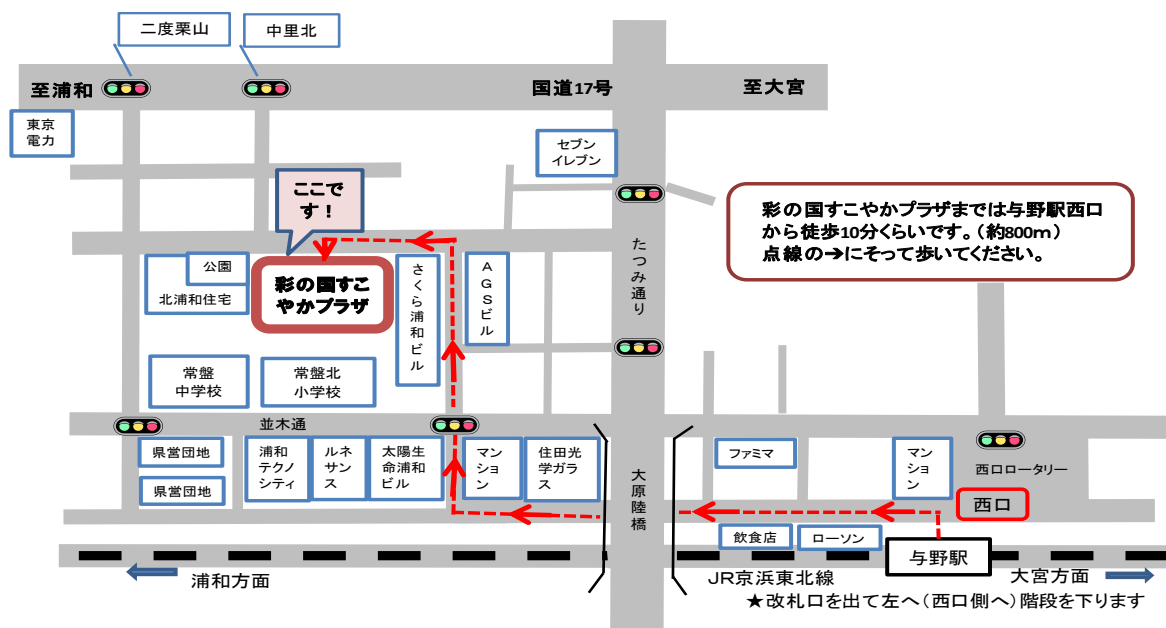 二度栗山
中里北
至浦和
国道17号
至大宮
東京
電力
セブン
イレブン
ここで
す！
彩の国すこやかプラザまでは与野駅西口
から徒歩10分くらいです。（約800ｍ）
点線の→にそって歩いてください。
たつみ通り
公園
北浦和住宅
彩の国すこ
やかプラザ
さくら浦和ビル
ＡＧＳビル
常盤
中学校
常盤北
小学校
並木通
県営団地
県営団地
浦和
テクノ
シティ
ルネ
サン
ス
太陽生
命浦和
ビル
マン
ション
住田光
学ガラ
ス
大原陸橋
ファミマ
マンション
西口ロータリー
西口
飲食店
ローソン
与野駅
浦和方面
JR京浜東北線
大宮方面
★改札口を出て左へ（西口側へ）階段を下ります